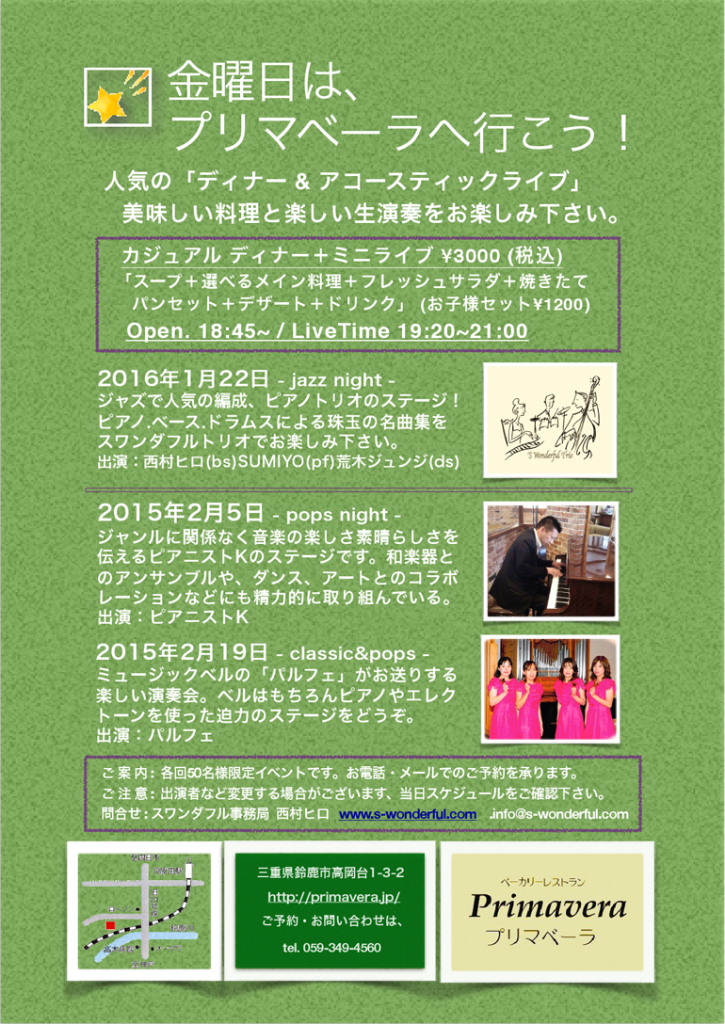 金曜日は、
プリマベーラへ行こう！
人気の「ディナー & アコースティックライブ」
美味しい料理と楽しい生演奏をお楽しみ下さい。
カジュアル ディナー＋ミニライブ ¥3000 (税込)
「スープ＋選べるメイン料理＋フレッシュサラダ＋焼きたて
パンセット＋デザート＋ドリンク」 (お子様セット¥1200)
Open. 18:45~ / LiveTime 19:20~21:00
2016年1月22日 - jazz night -
ジャズで人気の編成、ピアノトリオのステージ！
ピアノ.ベース.ドラムスによる珠玉の名曲集を
スワンダフルトリオでお楽しみ下さい。
出演：西村ヒロ(bs)SUMIYO(pf)荒木ジュンジ(ds)
'S Wonderful Trio
2015年2月5日 - pops night -
ジャンルに関係なく音楽の楽しさ素晴らしさを
伝えるピアニストKのステージです。和楽器と
のアンサンブルや、ダンス、アートとのコラボ
レーションなどにも精力的に取り組んでいる。
出演：ピアニストK
2015年2月19日 - classic&pops -
ミュージックベルの「パルフェ」がお送りする
楽しい演奏会。ベルはもちろんピアノやエレク
トーンを使った迫力のステージをどうぞ。
出演：パルフェ
ご 案 内 : 各回50名様限定イベントです。お電話・メールでのご予約を承ります。
ご 注 意 : 出演者など変更する場合がございます、当日スケジュールをご確認下さい。
問合せ : スワンダフル事務局 西村ヒロ www.s-wonderful.com .info@s-wonderful.com
三重県鈴鹿市高岡台1-3-2
http://primavera.jp/
ご予約・お問い合わせは、
tel. 059-349-4560
ベーカリーレストラン
Primavera
プリマベーラ